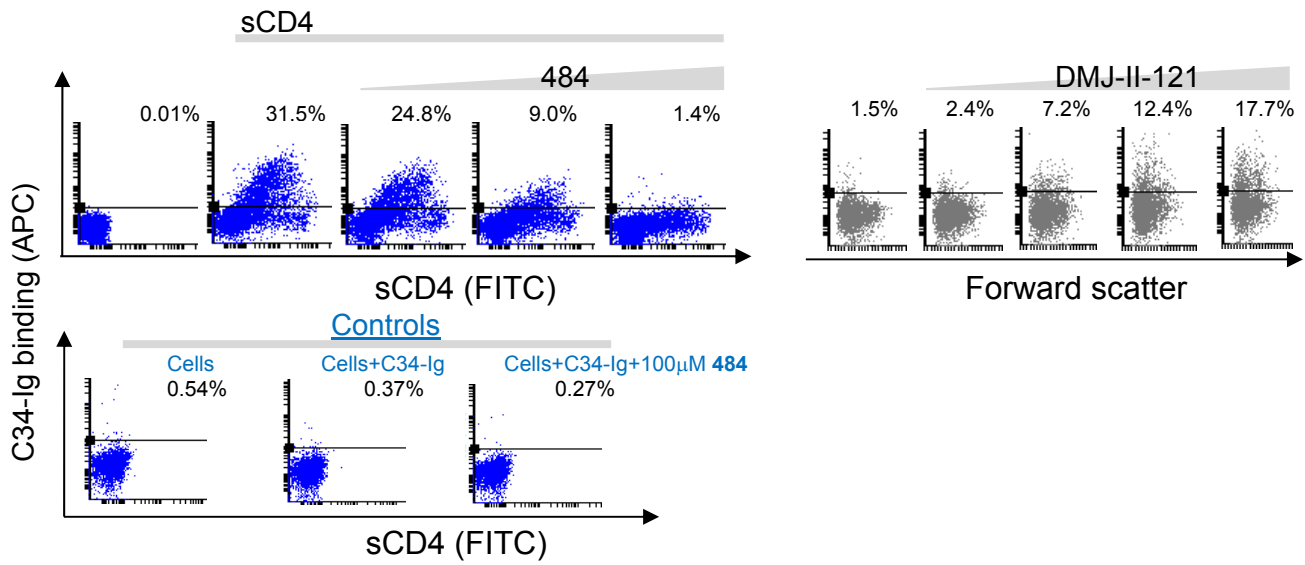 sCD4
484
DMJ-II-121
0.01% 31.5% 24.8% 9.0% 1.4%
1.5% 2.4% 7.2% 12.4% 17.7%
C34-Ig binding (APC)
sCD4 (FITC)
Forward scatter
Controls
Cells Cells+C34-Ig Cells+C34-Ig+100μM 484
0.54% 0.37% 0.27%
sCD4 (FITC)